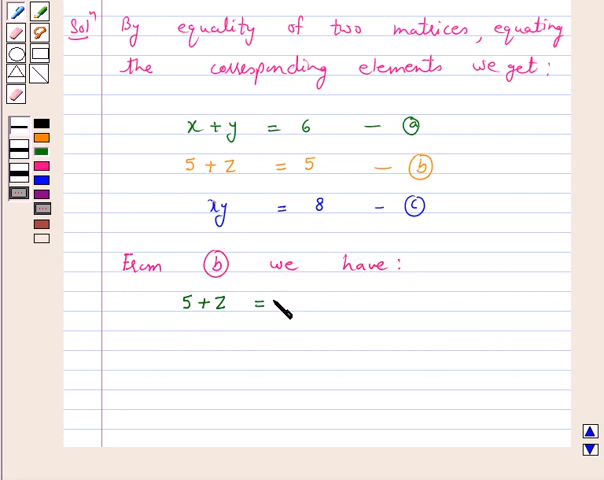 Solⁿ By equality of two matrices, equating
the corresponding elements we get:
x + y = 6 — (a)
5 + z = 5 — (b)
xy = 8 - (c)
From (b) we have:
5 + z =